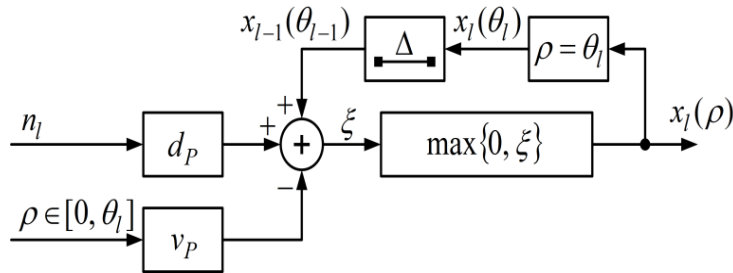 x_{l-1}(θ_{l-1}) Δ x_l(θ_l) ρ = θ_l
n_l d_P + + + ξ max{0, ξ} x_l(ρ)
ρ∈[0, θ_l] v_P −